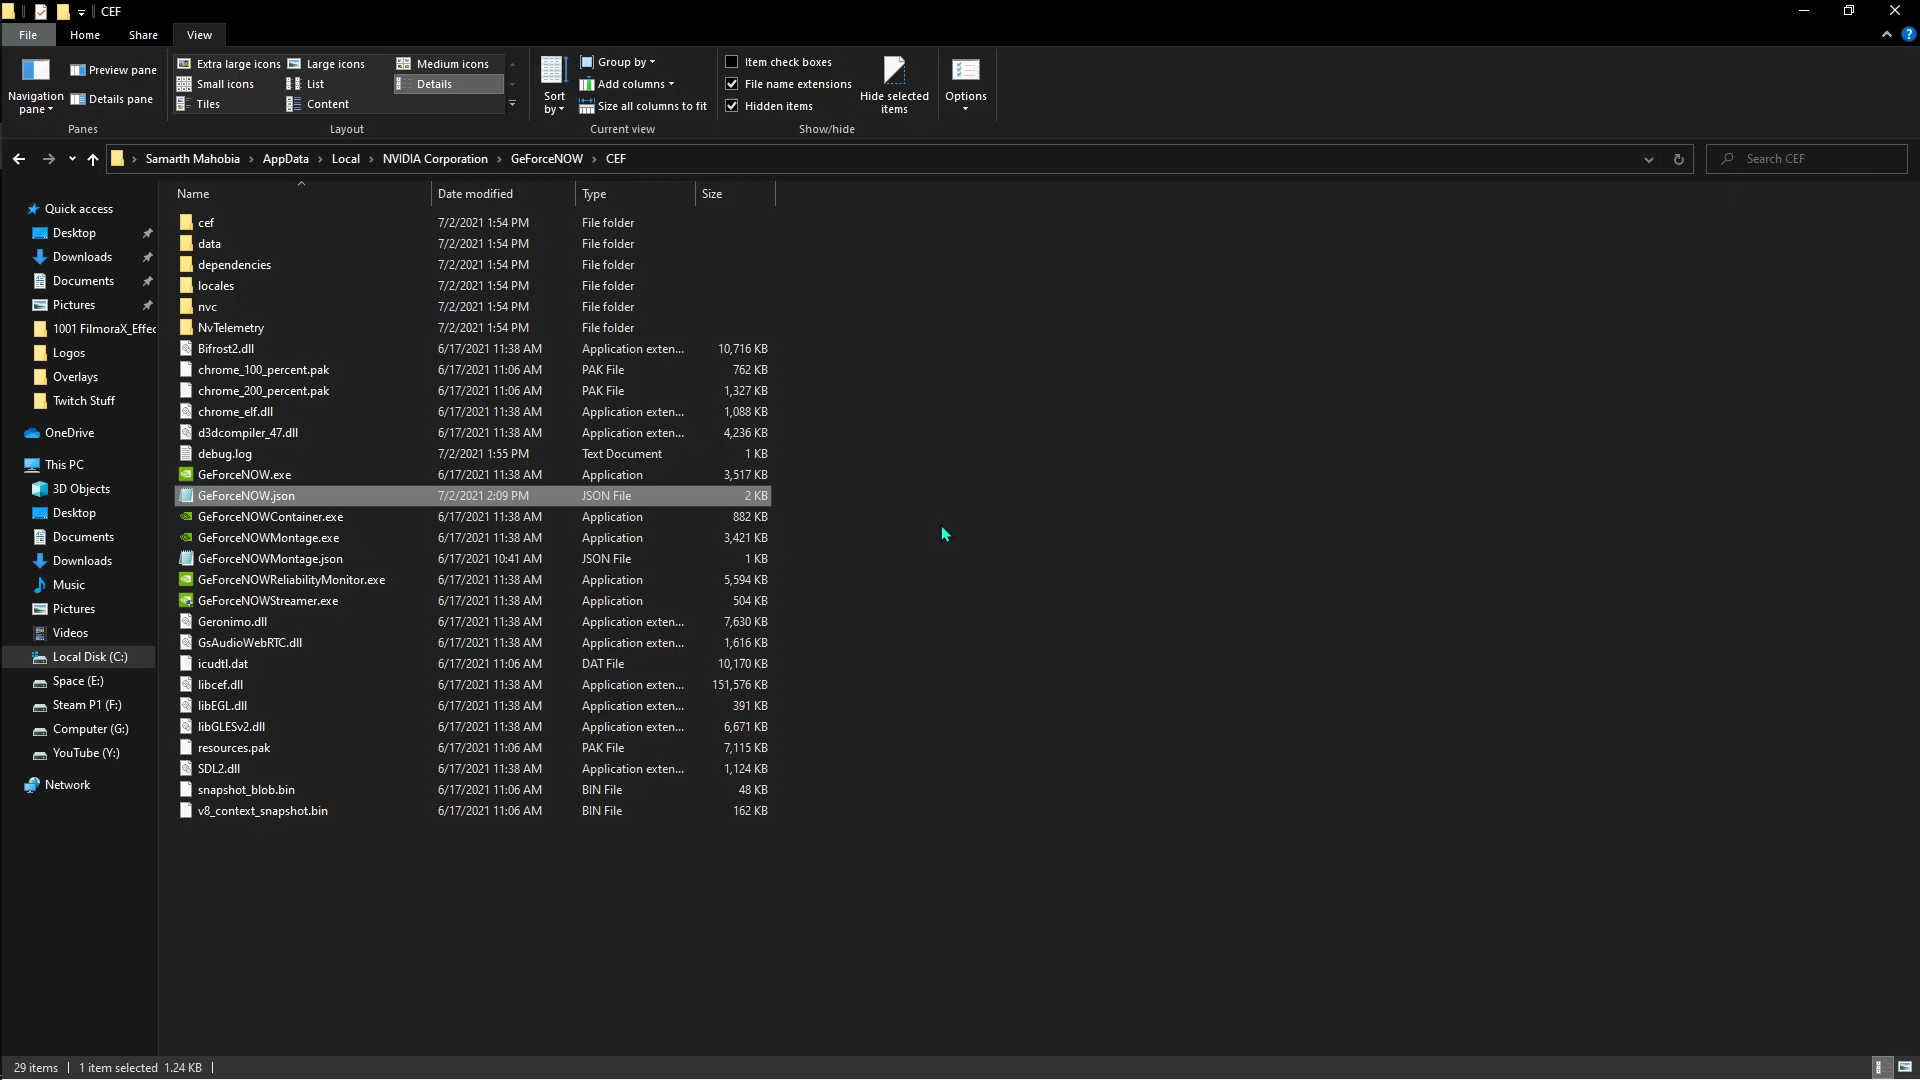 CEF
File Home Share View
Navigation pane
Preview pane
Details pane
Panes
Extra large icons Large icons Medium icons
Small icons List Details
Tiles Content
Layout
Sort by
Group by
Add columns
Size all columns to fit
Current view
Item check boxes
File name extensions
Hidden items
Hide selected items
Show/hide
Options
Samarth Mahobia > AppData > Local > NVIDIA Corporation > GeForceNOW > CEF
Search CEF
Quick access
Desktop
Downloads
Documents
Pictures
1001 FilmoraX_Effec
Logos
Overlays
Twitch Stuff
OneDrive
This PC
3D Objects
Desktop
Documents
Downloads
Music
Pictures
Videos
Local Disk (C:)
Space (E:)
Steam P1 (F:)
Computer (G:)
YouTube (Y:)
Network
Name Date modified Type Size
cef 7/2/2021 1:54 PM File folder
data 7/2/2021 1:54 PM File folder
dependencies 7/2/2021 1:54 PM File folder
locales 7/2/2021 1:54 PM File folder
nvc 7/2/2021 1:54 PM File folder
NvTelemetry 7/2/2021 1:54 PM File folder
Bifrost2.dll 6/17/2021 11:38 AM Application exten... 10,716 KB
chrome_100_percent.pak 6/17/2021 11:06 AM PAK File 762 KB
chrome_200_percent.pak 6/17/2021 11:06 AM PAK File 1,327 KB
chrome_elf.dll 6/17/2021 11:38 AM Application exten... 1,088 KB
d3dcompiler_47.dll 6/17/2021 11:38 AM Application exten... 4,236 KB
debug.log 7/2/2021 1:55 PM Text Document 1 KB
GeForceNOW.exe 6/17/2021 11:38 AM Application 3,517 KB
GeForceNOW.json 7/2/2021 2:09 PM JSON File 2 KB
GeForceNOWContainer.exe 6/17/2021 11:38 AM Application 882 KB
GeForceNOWMontage.exe 6/17/2021 11:38 AM Application 3,421 KB
GeForceNOWMontage.json 6/17/2021 10:41 AM JSON File 1 KB
GeForceNOWReliabilityMonitor.exe 6/17/2021 11:38 AM Application 5,594 KB
GeForceNOWStreamer.exe 6/17/2021 11:38 AM Application 504 KB
Geronimo.dll 6/17/2021 11:38 AM Application exten... 7,630 KB
GsAudioWebRTC.dll 6/17/2021 11:38 AM Application exten... 1,616 KB
icudtl.dat 6/17/2021 11:06 AM DAT File 10,170 KB
libcef.dll 6/17/2021 11:38 AM Application exten... 151,576 KB
libEGL.dll 6/17/2021 11:38 AM Application exten... 391 KB
libGLESv2.dll 6/17/2021 11:38 AM Application exten... 6,671 KB
resources.pak 6/17/2021 11:06 AM PAK File 7,115 KB
SDL2.dll 6/17/2021 11:38 AM Application exten... 1,124 KB
snapshot_blob.bin 6/17/2021 11:06 AM BIN File 48 KB
v8_context_snapshot.bin 6/17/2021 11:06 AM BIN File 162 KB
29 items | 1 item selected 1.24 KB |